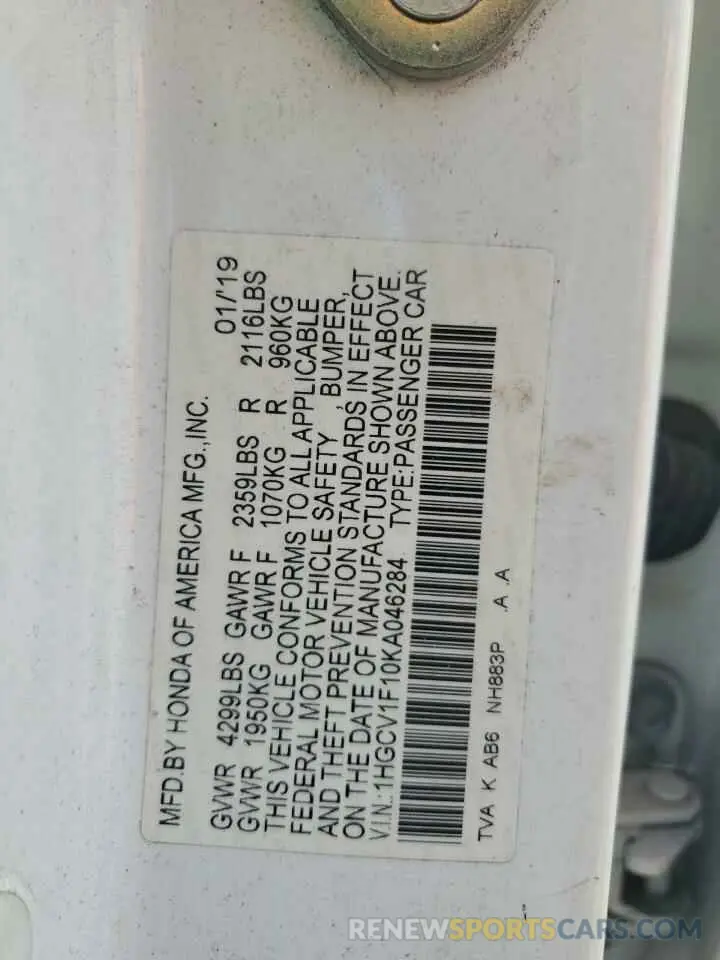 MFD.BY HONDA OF AMERICA MFG.,INC. 01/'19
GVWR 4299LBS GAWR F 2359LBS R 2116LBS
GVWR 1950KG GAWR F 1070KG R 960KG
THIS VEHICLE CONFORMS TO ALL APPLICABLE
FEDERAL MOTOR VEHICLE SAFETY , BUMPER,
AND THEFT PREVENTION STANDARDS IN EFFECT
ON THE DATE OF MANUFACTURE SHOWN ABOVE.
V.I.N.:1HGCV1F10KA046284 TYPE:PASSENGER CAR
TVA K AB6 NH883P .A .A
RENEWSPORTSCARS.COM